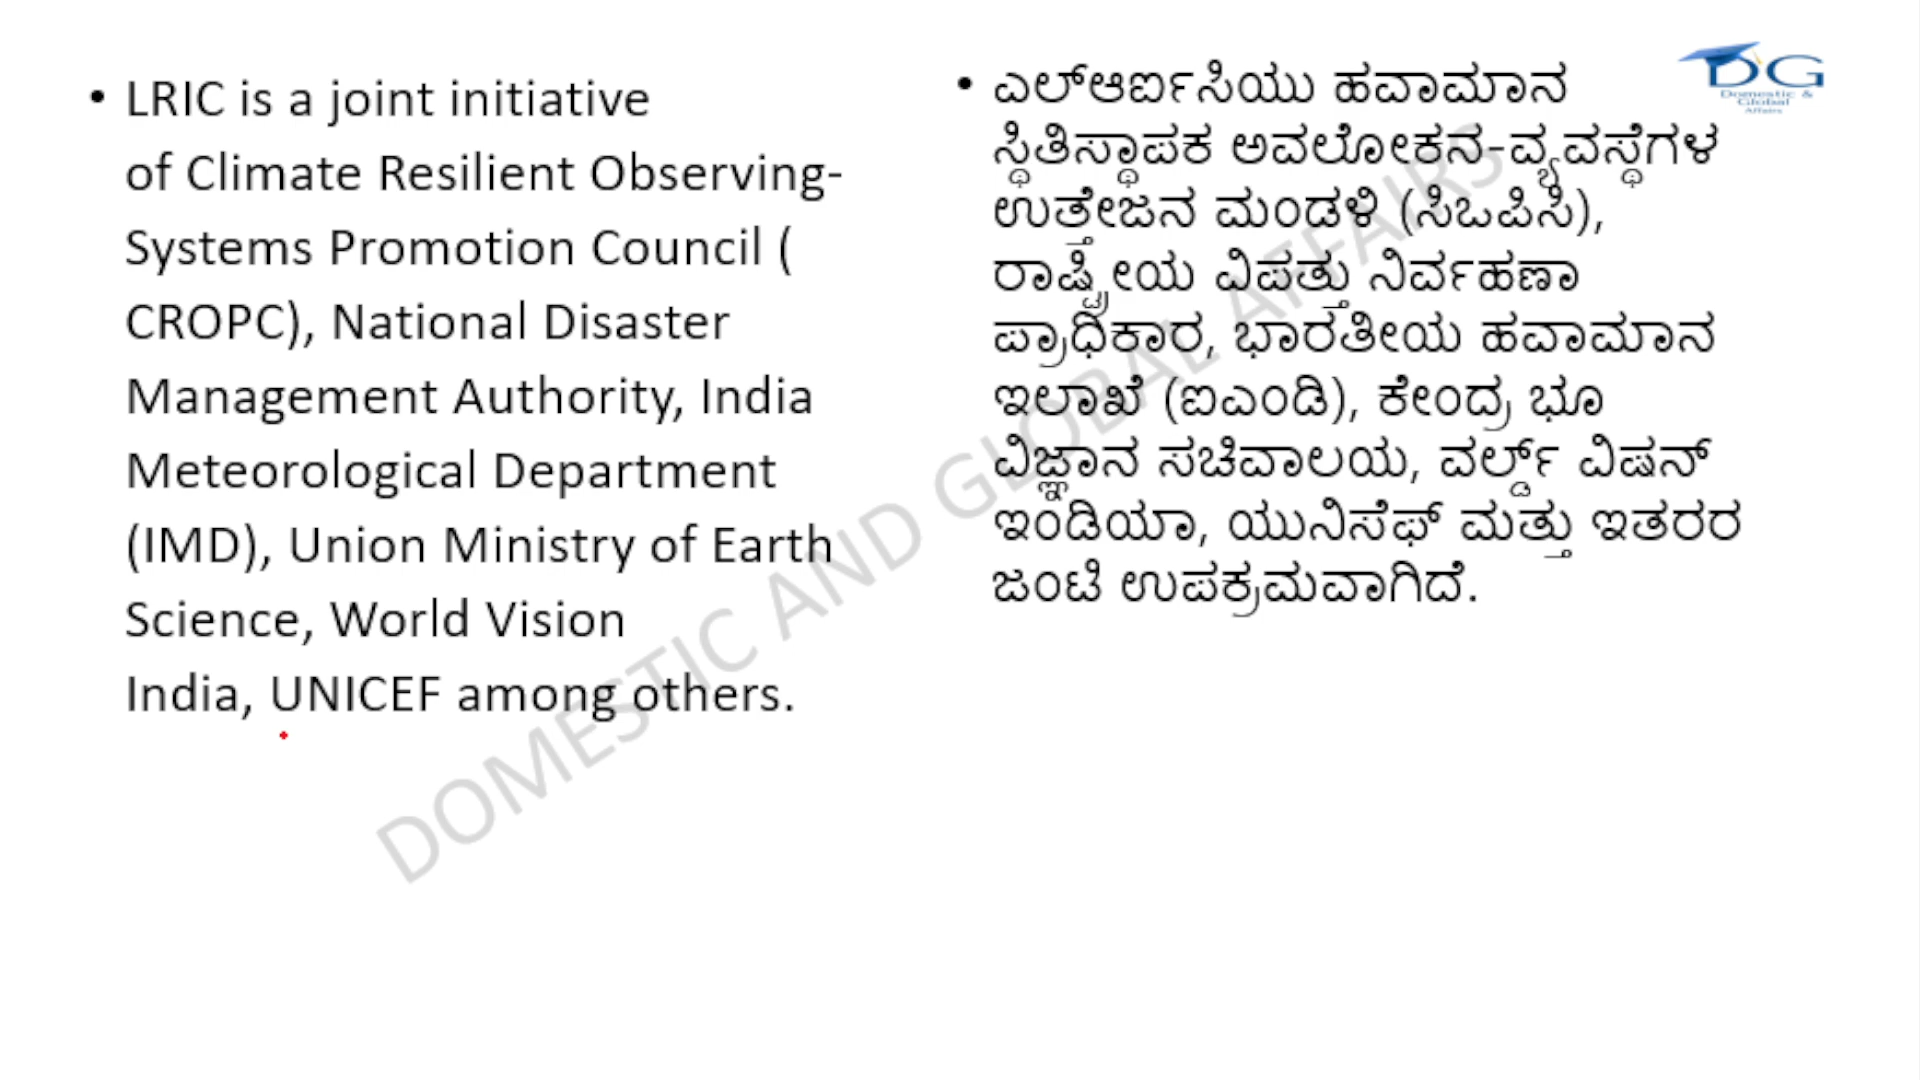 • LRIC is a joint initiative
of Climate Resilient Observing-
Systems Promotion Council (
CROPC), National Disaster
Management Authority, India
Meteorological Department
(IMD), Union Ministry of Earth
Science, World Vision
India, UNICEF among others.
• ಎಲ್ಆರ್ಐಸಿಯು ಹವಾಮಾನ
ಸ್ಥಿತಿಸ್ಥಾಪಕ ಅವಲೋಕನ-ವ್ಯವಸ್ಥೆಗಳ
ಉತ್ತೇಜನ ಮಂಡಳಿ (ಸಿಒಪಿಸಿ),
ರಾಷ್ಟ್ರೀಯ ವಿಪತ್ತು ನಿರ್ವಹಣಾ
ಪ್ರಾಧಿಕಾರ, ಭಾರತೀಯ ಹವಾಮಾನ
ಇಲಾಖೆ (ಐಎಂಡಿ), ಕೇಂದ್ರ ಭೂ
ವಿಜ್ಞಾನ ಸಚಿವಾಲಯ, ವರ್ಲ್ಡ್ ವಿಷನ್
ಇಂಡಿಯಾ, ಯುನಿಸೆಫ್ ಮತ್ತು ಇತರರ
ಜಂಟಿ ಉಪಕ್ರಮವಾಗಿದೆ.
DG
Domestic &
Global
Affairs
DOMESTIC AND GLOBAL AFFAIRS